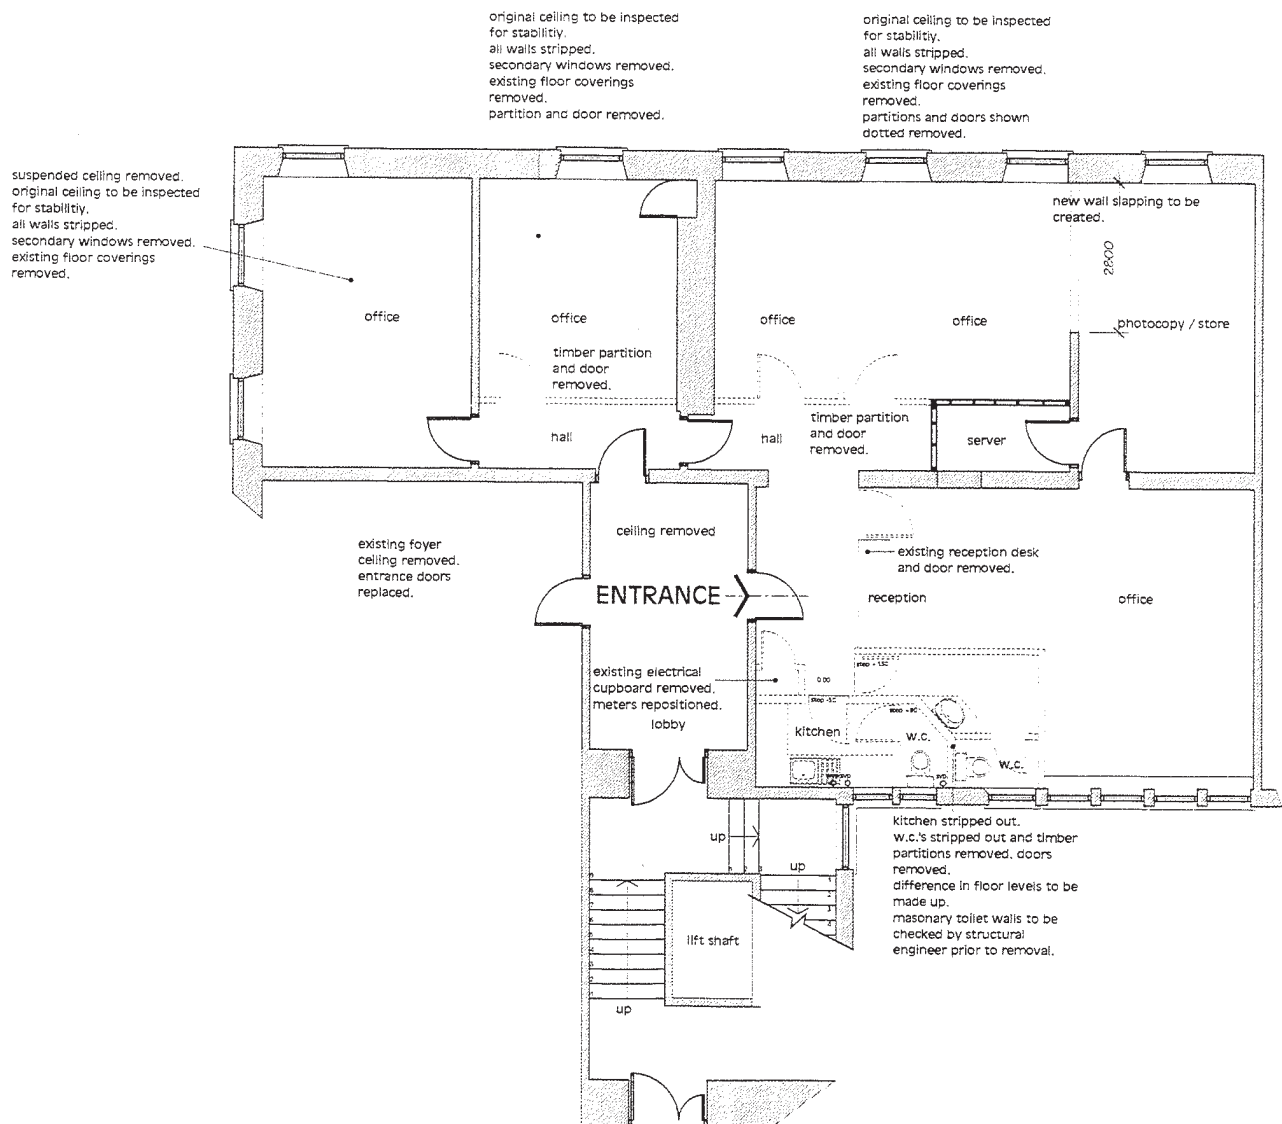 original ceiling to be inspected
for stabilitiy.
all walls stripped.
secondary windows removed.
existing floor coverings
removed.
partition and door removed.
original ceiling to be inspected
for stabilitiy.
all walls stripped.
secondary windows removed.
existing floor coverings
removed.
partitions and doors shown
dotted removed.
suspended ceiling removed.
original ceiling to be inspected
for stabilitiy.
all walls stripped.
secondary windows removed.
existing floor coverings
removed.
new wall slapping to be
created.
2800
office
office
office
office
photocopy / store
timber partition
and door
removed.
timber partition
and door
removed.
hall
hall
server
ceiling removed
existing foyer
ceiling removed.
entrance doors
replaced.
existing reception desk
and door removed.
ENTRANCE
reception
office
existing electrical
cupboard removed.
meters repositioned.
lobby
0.00
kitchen
w.c.
w.c.
up
up
kitchen stripped out.
w.c.'s stripped out and timber
partitions removed. doors
removed.
difference in floor levels to be
made up.
masonary toilet walls to be
checked by structural
engineer prior to removal.
lift shaft
up